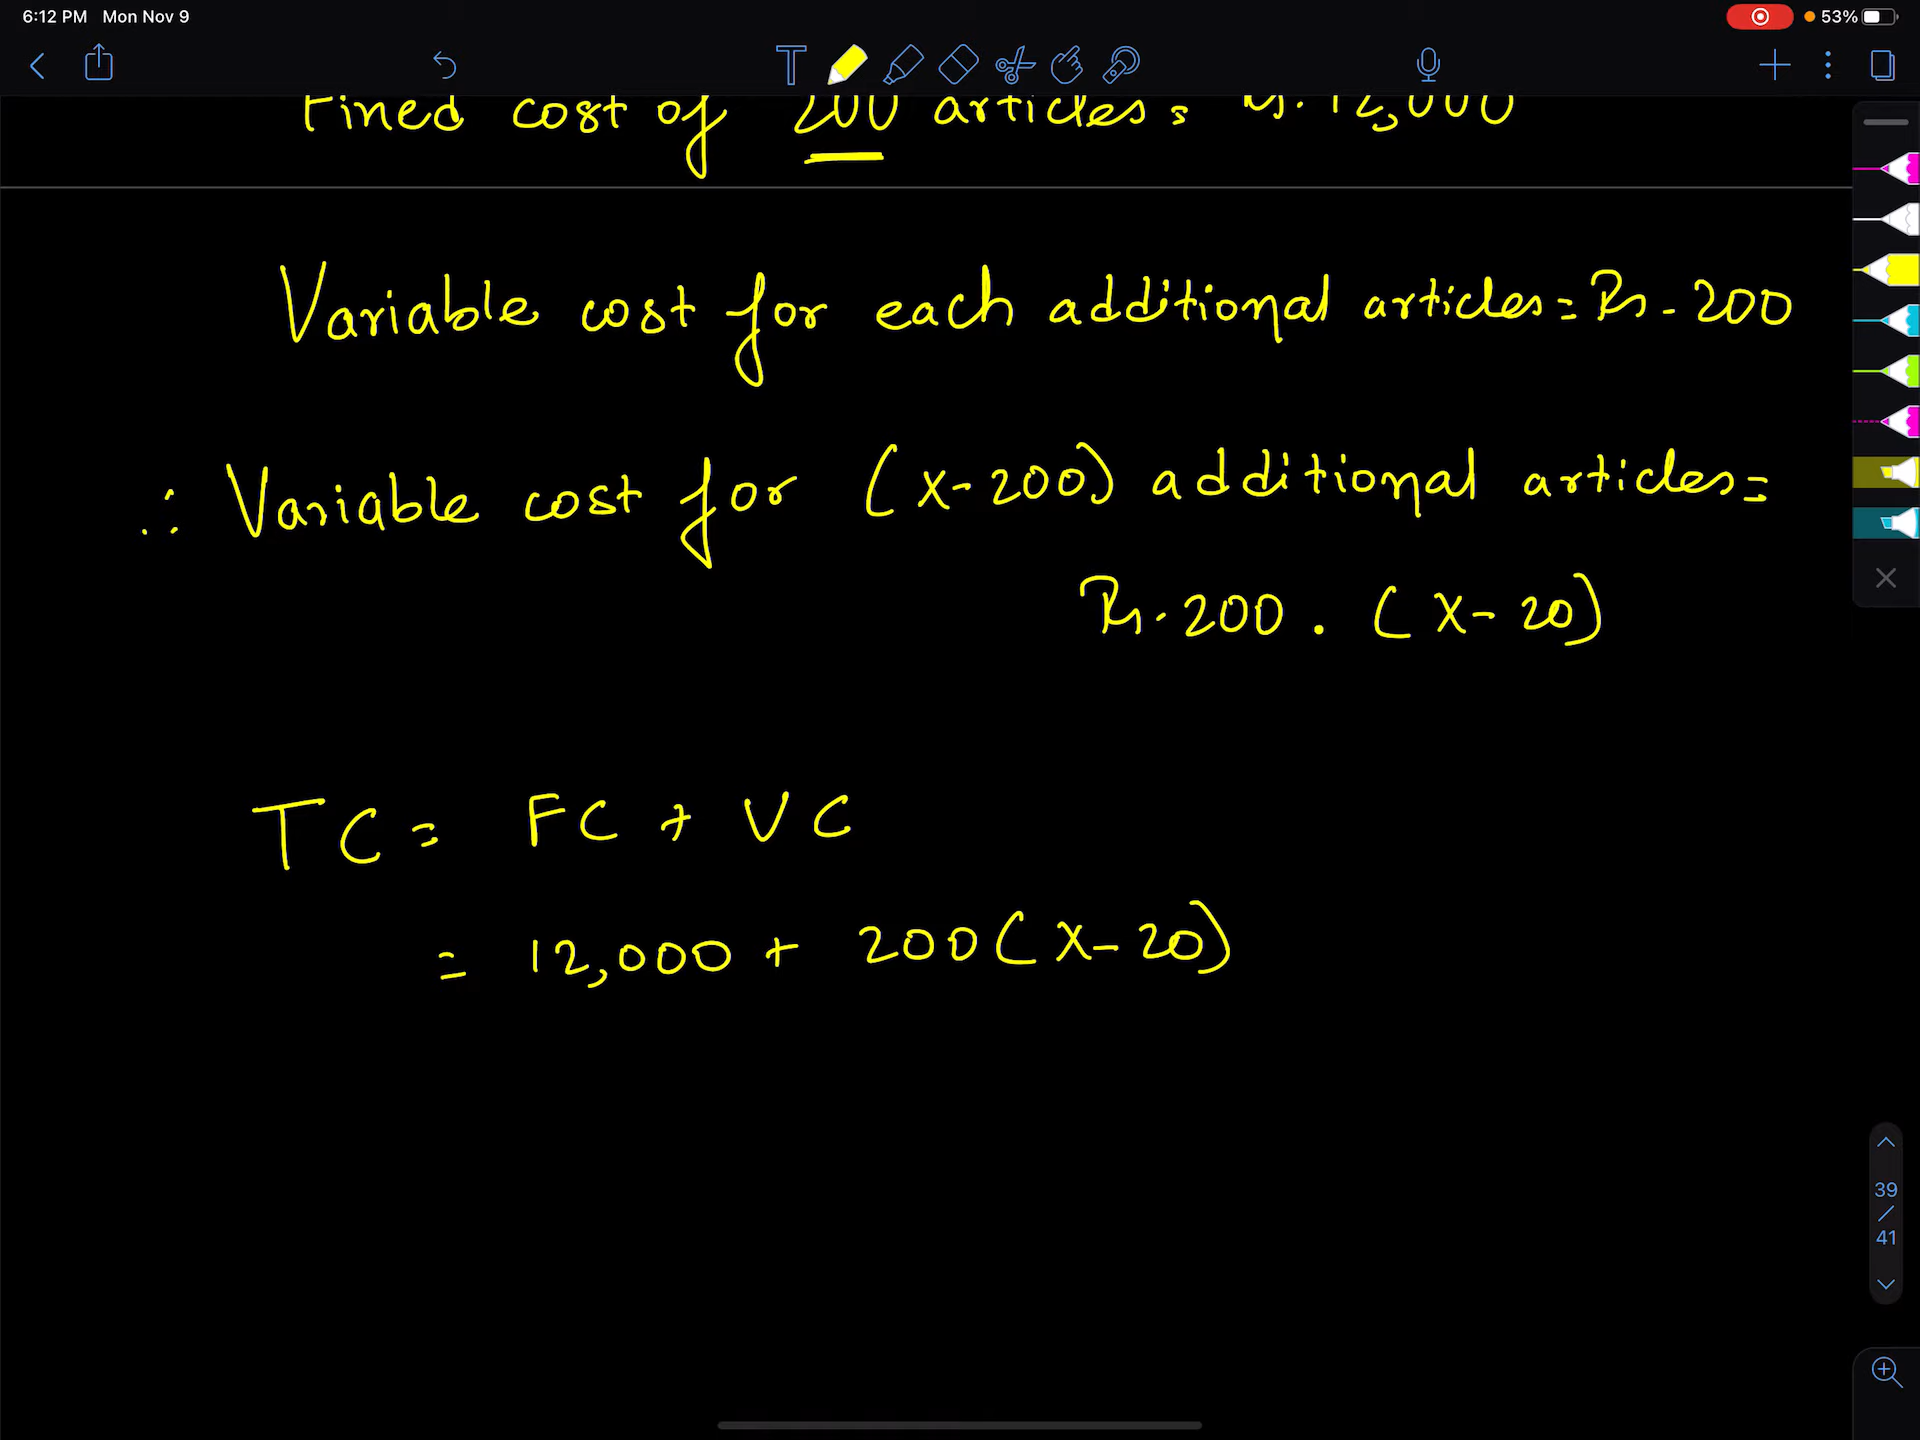 6:12 PM Mon Nov 9
53%
Fined cost of 200 articles = Rs. 12,000
Variable cost for each additional articles = Rs - 200
∴ Variable cost for (x-200) additional articles =
Rs. 200 . (x-20)
TC = FC + VC
= 12,000 + 200(x-20)
39
/
41